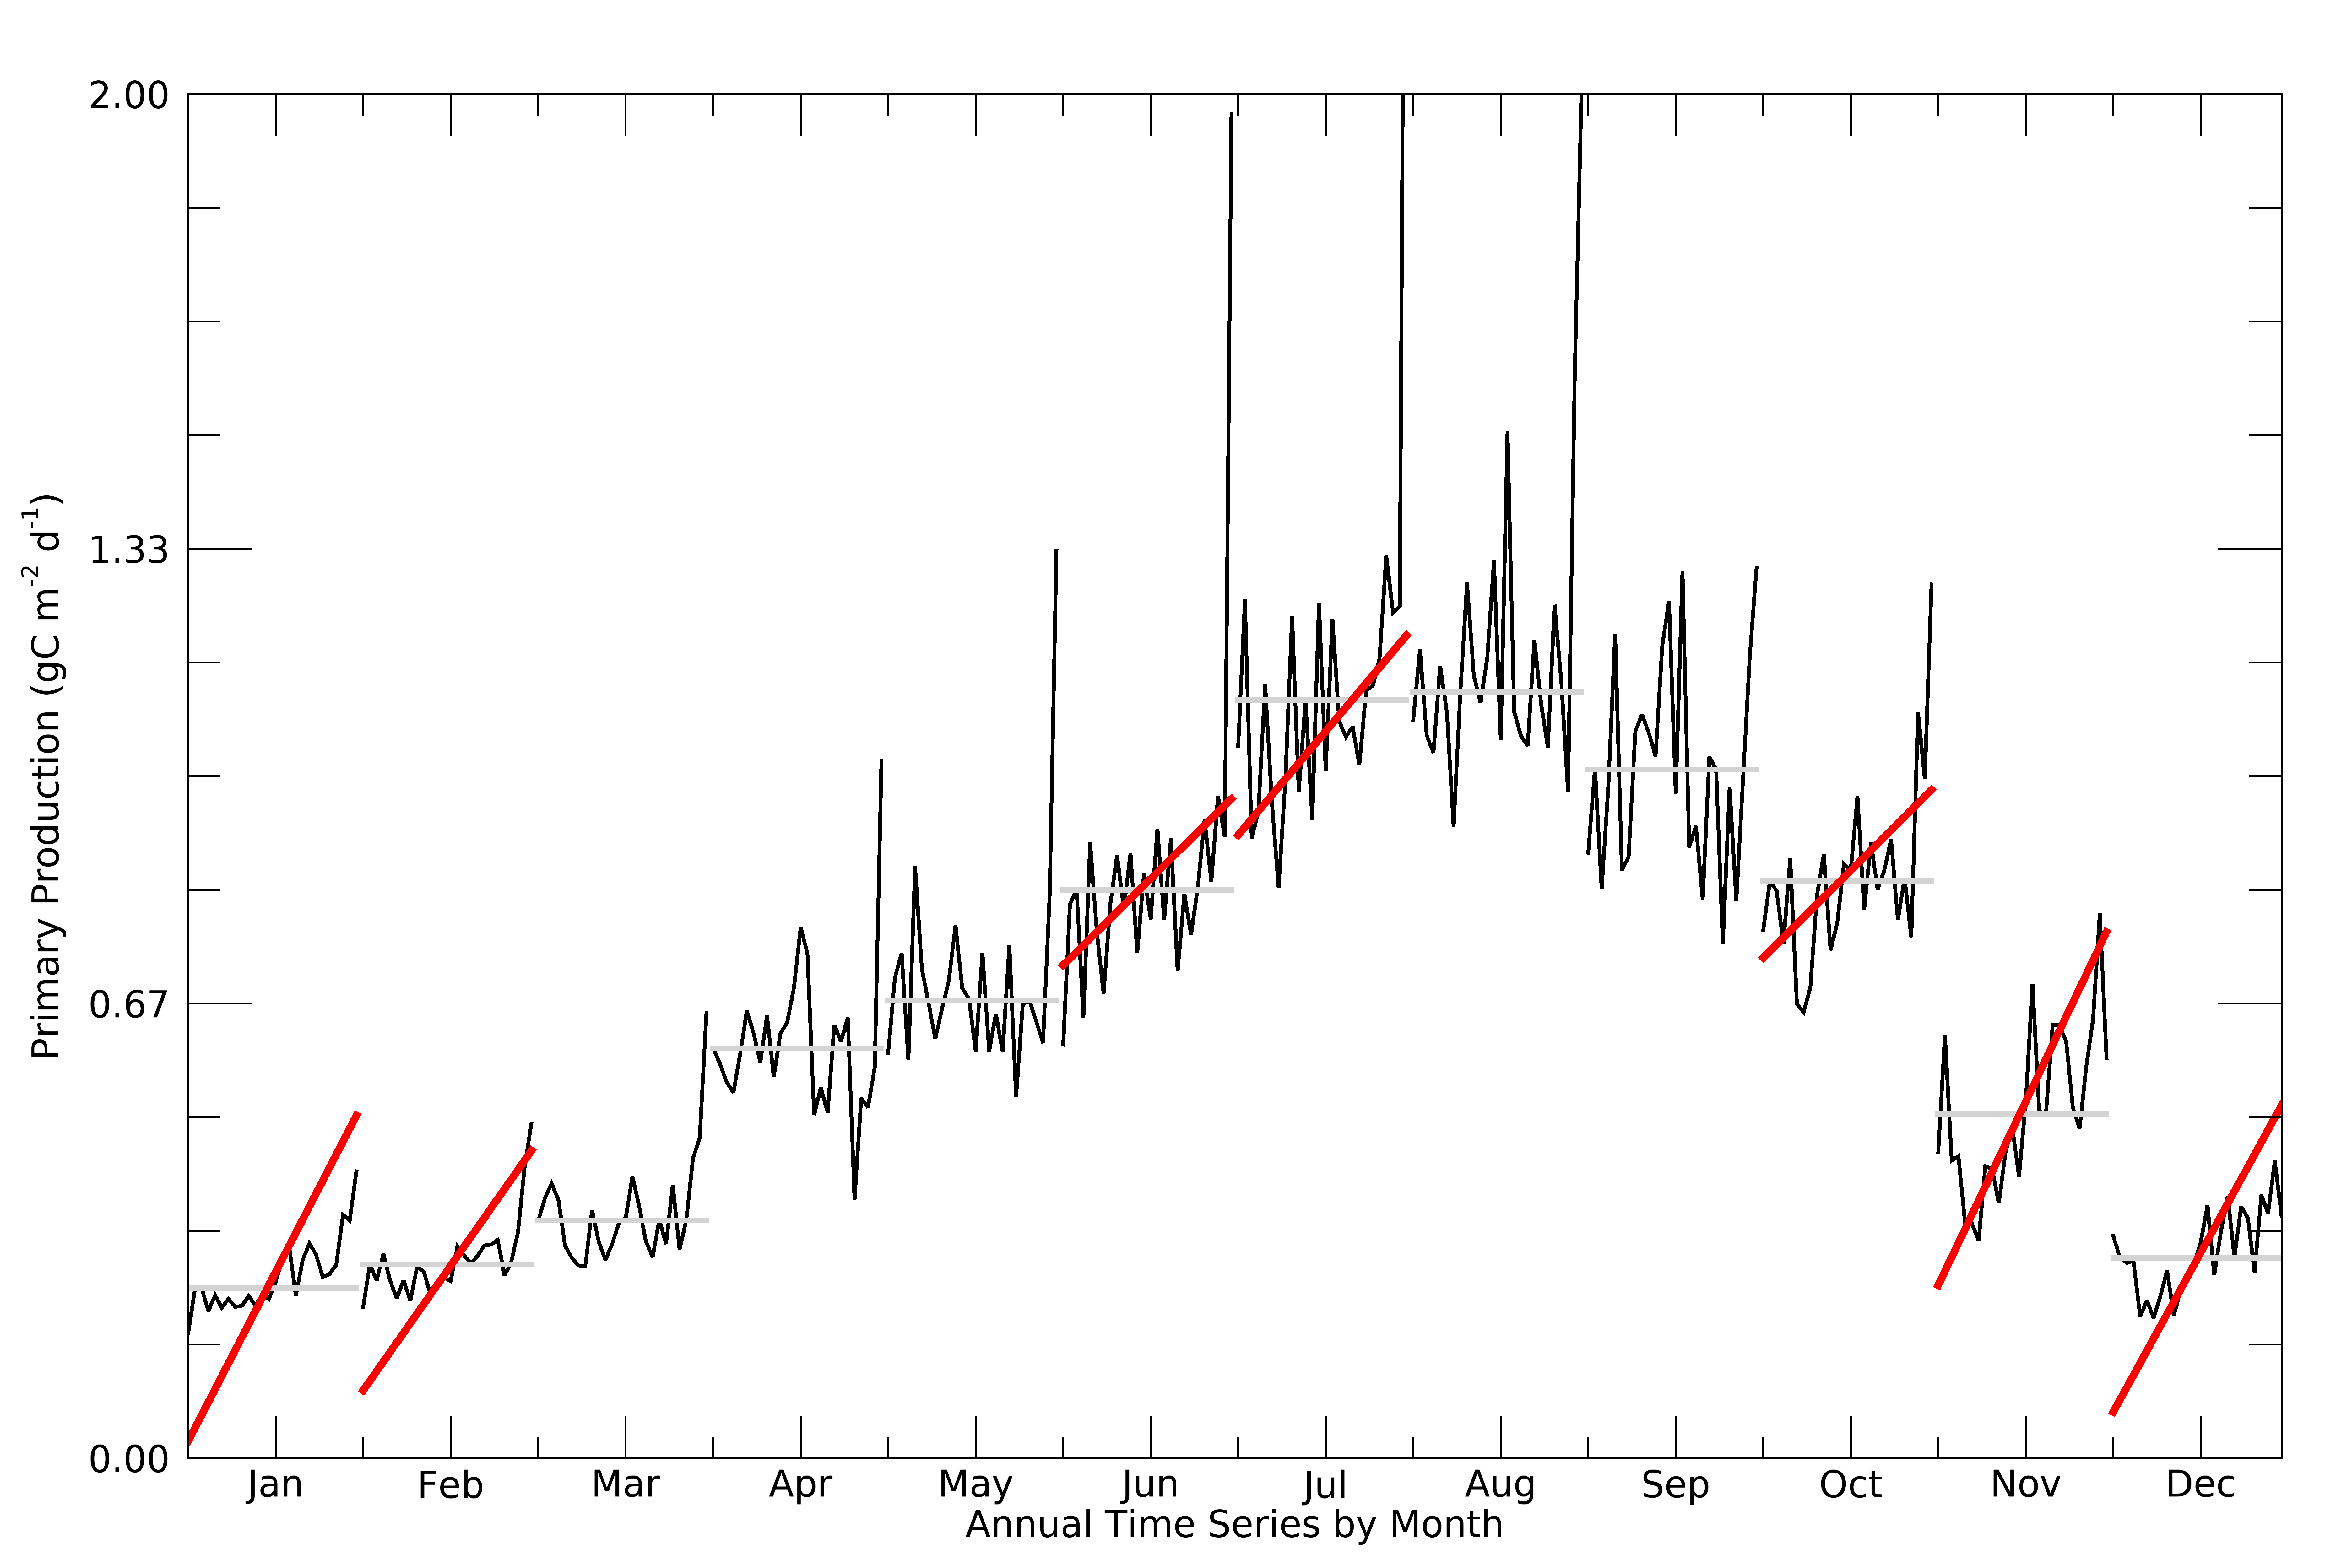 2.00
1.33
0.67
0.00
Primary Production (gC m⁻² d⁻¹)
Jan Feb Mar Apr May Jun Jul Aug Sep Oct Nov Dec
Annual Time Series by Month